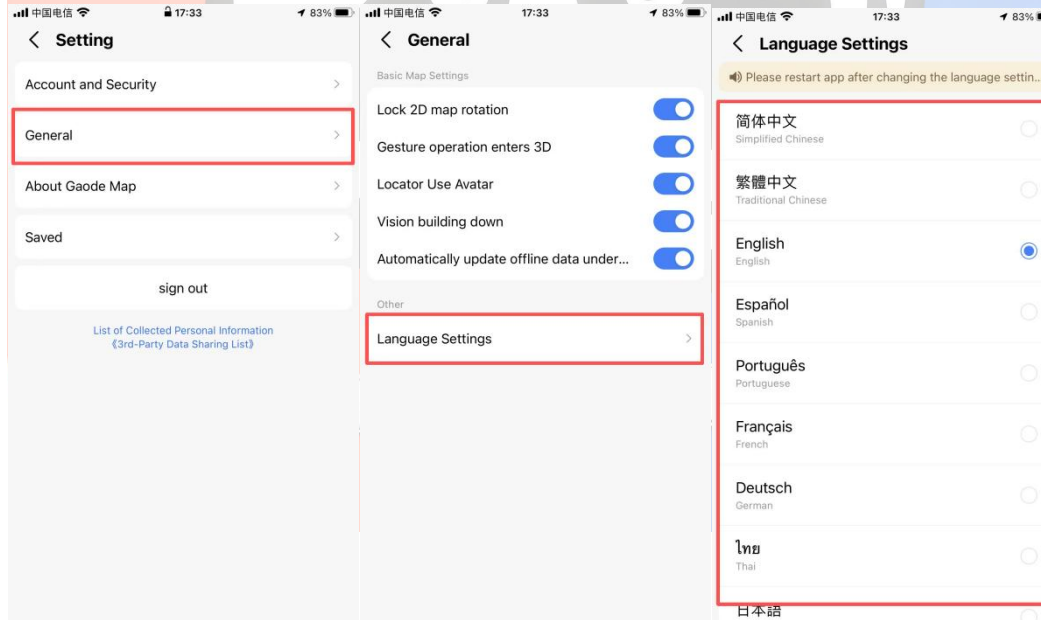 中国电信
17:33
83%
Setting
Account and Security
General
About Gaode Map
Saved
sign out
List of Collected Personal Information
《3rd-Party Data Sharing List》
中国电信
17:33
83%
General
Basic Map Settings
Lock 2D map rotation
Gesture operation enters 3D
Locator Use Avatar
Vision building down
Automatically update offline data under...
Other
Language Settings
中国电信
17:33
83%
Language Settings
Please restart app after changing the language settin...
简体中文
Simplified Chinese
繁體中文
Traditional Chinese
English
English
Español
Spanish
Português
Portuguese
Français
French
Deutsch
German
ไทย
Thai
日本語